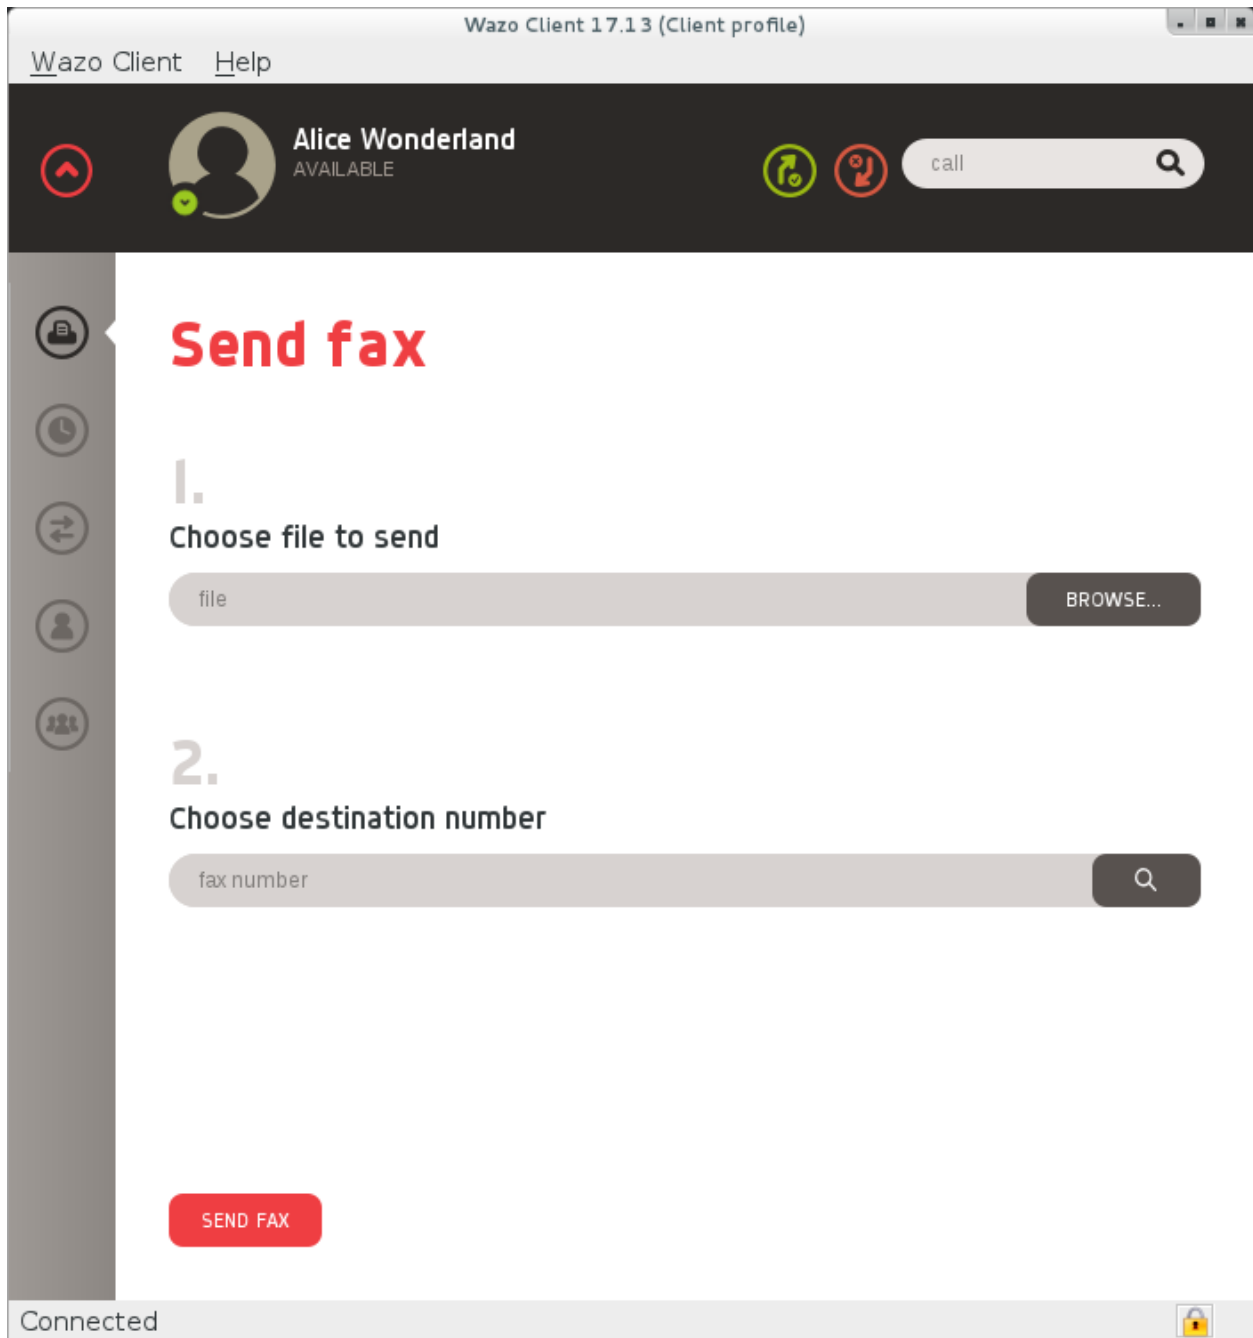 Wazo Client 17.13 (Client profile)
Wazo Client Help
Alice Wonderland
AVAILABLE
call
Send fax
1.
Choose file to send
file
BROWSE...
2.
Choose destination number
fax number
SEND FAX
Connected